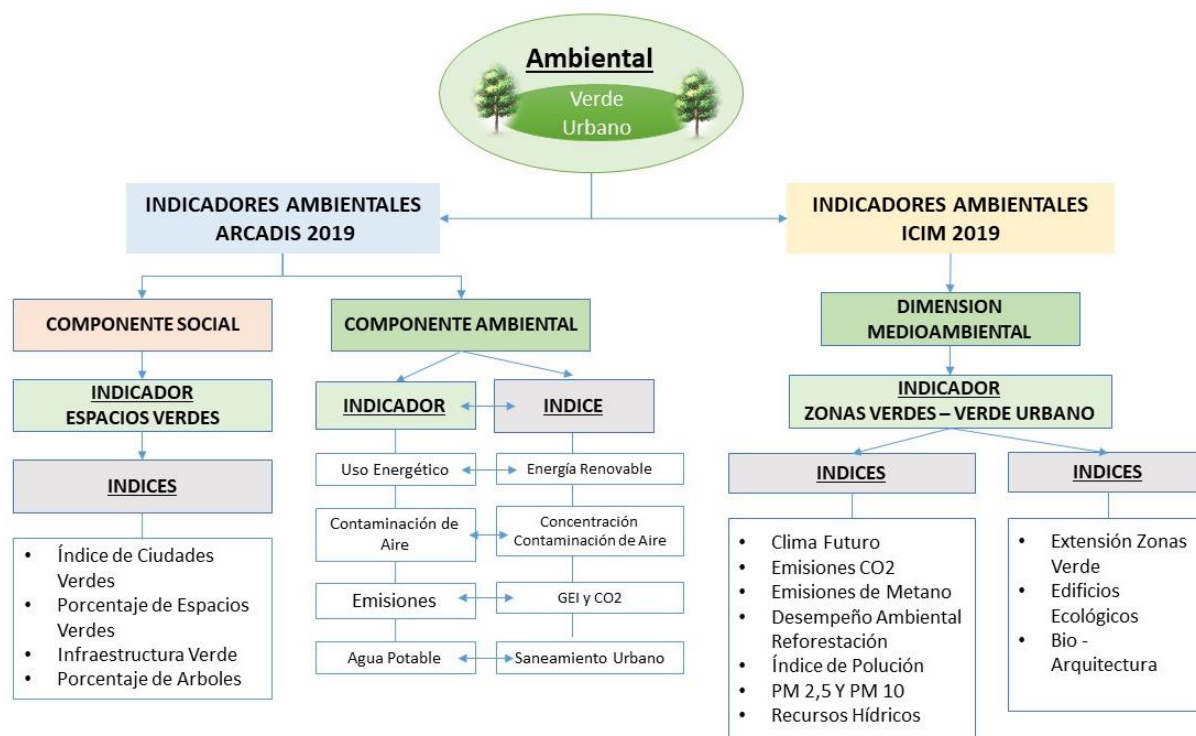 Ambiental
Verde
Urbano
INDICADORES AMBIENTALES
ARCADIS 2019
INDICADORES AMBIENTALES
ICIM 2019
COMPONENTE SOCIAL
COMPONENTE AMBIENTAL
DIMENSION
MEDIOAMBIENTAL
INDICADOR
ESPACIOS VERDES
INDICADOR
INDICE
INDICADOR
ZONAS VERDES – VERDE URBANO
INDICES
• Índice de Ciudades
Verdes
• Porcentaje de Espacios
Verdes
• Infraestructura Verde
• Porcentaje de Arboles
Uso Energético
Energía Renovable
Contaminación de
Aire
Concentración
Contaminación de Aire
Emisiones
GEI y CO2
Agua Potable
Saneamiento Urbano
INDICES
• Clima Futuro
• Emisiones CO2
• Emisiones de Metano
• Desempeño Ambiental
Reforestación
• Índice de Polución
• PM 2,5 Y PM 10
• Recursos Hídricos
INDICES
• Extensión Zonas
Verde
• Edificios
Ecológicos
• Bio -
Arquitectura